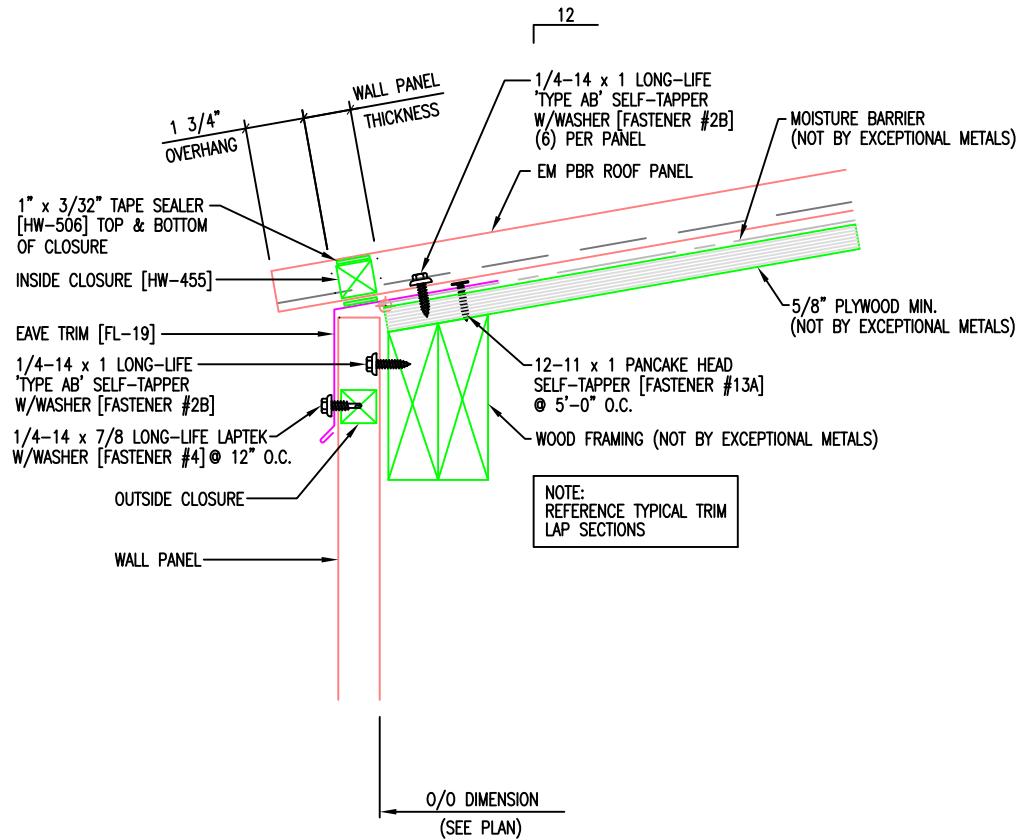 12
1/4-14 x 1 LONG-LIFE
'TYPE AB' SELF-TAPPER
W/WASHER [FASTENER #2B]
(6) PER PANEL
WALL PANEL
THICKNESS
1 3/4"
OVERHANG
MOISTURE BARRIER
(NOT BY EXCEPTIONAL METALS)
EM PBR ROOF PANEL
1" x 3/32" TAPE SEALER
[HW-506] TOP & BOTTOM
OF CLOSURE
INSIDE CLOSURE [HW-455]
5/8" PLYWOOD MIN.
(NOT BY EXCEPTIONAL METALS)
EAVE TRIM [FL-19]
1/4-14 x 1 LONG-LIFE
'TYPE AB' SELF-TAPPER
W/WASHER [FASTENER #2B]
12-11 x 1 PANCAKE HEAD
SELF-TAPPER [FASTENER #13A]
@ 5'-0" O.C.
1/4-14 x 7/8 LONG-LIFE LAPTEK
W/WASHER [FASTENER #4] @ 12" O.C.
WOOD FRAMING (NOT BY EXCEPTIONAL METALS)
OUTSIDE CLOSURE
NOTE:
REFERENCE TYPICAL TRIM
LAP SECTIONS
WALL PANEL
O/O DIMENSION
(SEE PLAN)